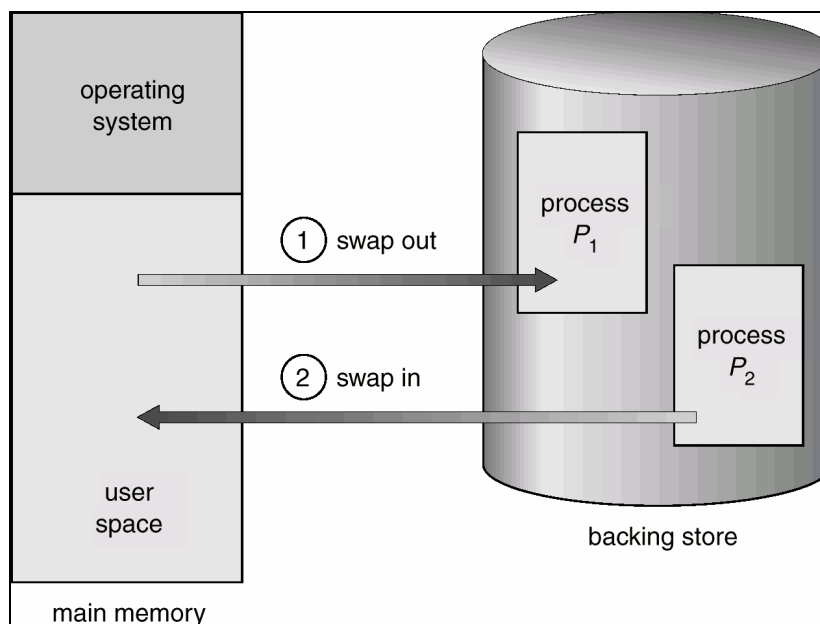 operating
system
1 swap out
process
P1
process
P2
2 swap in
user
space
backing store
main memory